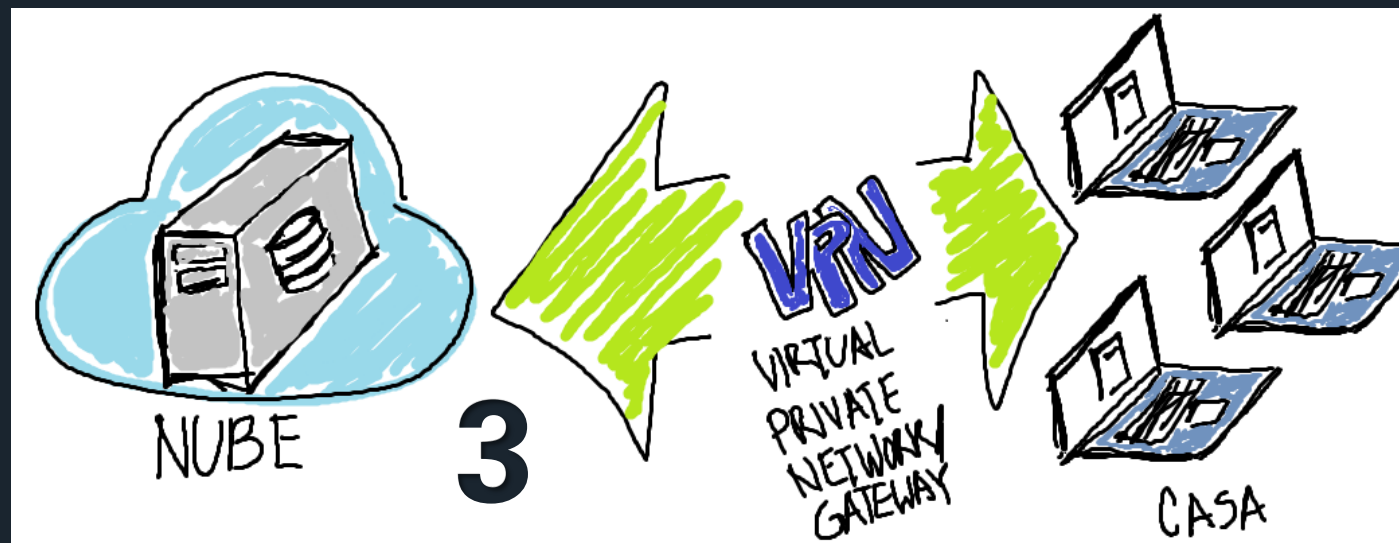 NUBE
3
VPN
VIRTUAL
PRIVATE
NETWORK/
GATEWAY
CASA